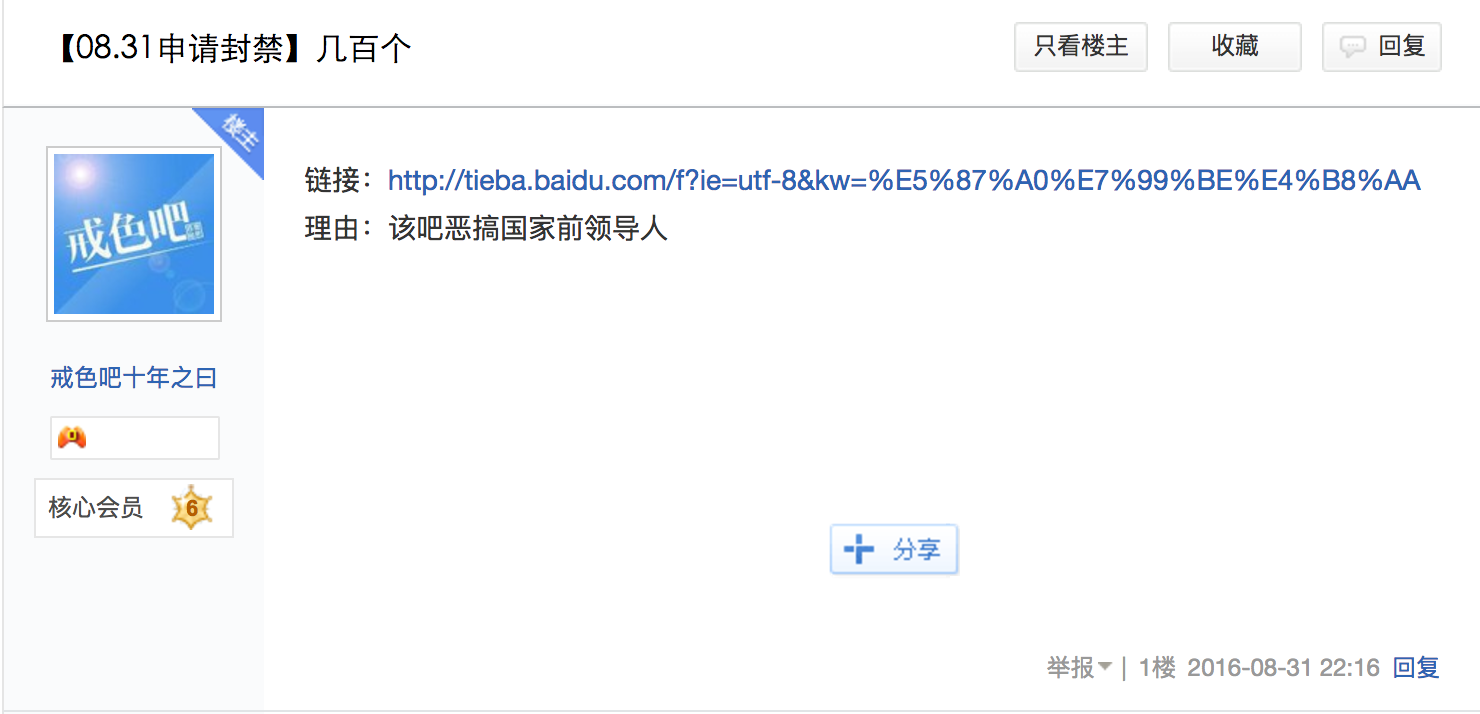 【08.31申请封禁】几百个
只看楼主
收藏
回复
楼主
戒色吧
链接：http://tieba.baidu.com/f?ie=utf-8&kw=%E5%87%A0%E7%99%BE%E4%B8%AA
理由：该吧恶搞国家前领导人
戒色吧十年之曰
核心会员 6
分享
举报 | 1楼 2016-08-31 22:16 回复